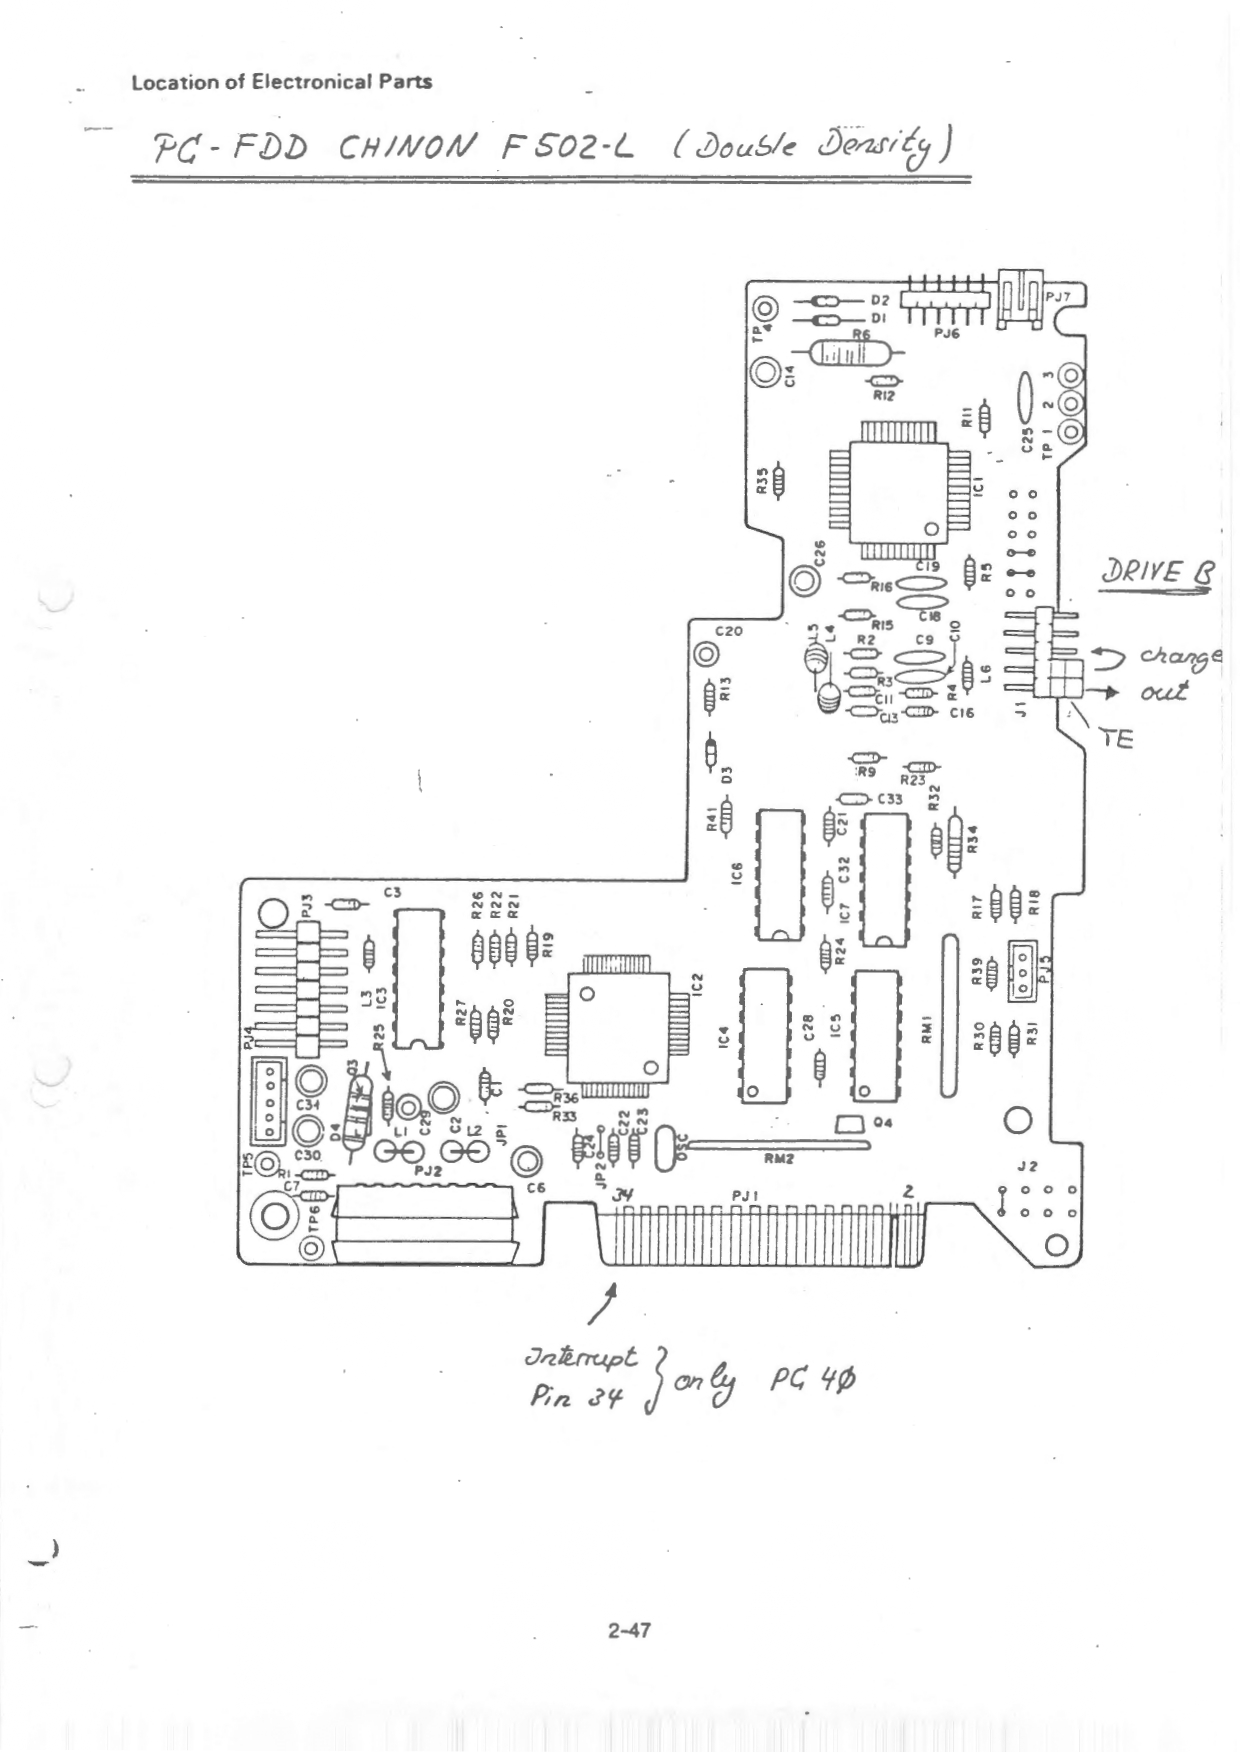 Location of Electronical Parts
PC - FDD CHINON F502-L (Double Density)
D2
D1
PJ7
PJ6
TP 4
R6
C14
R12
3
2
TP 1
R11
C25
R35
IC1
C26
C19
R5
R16
C18
DRIVE B
R15
C10
C20
L5
L4
R2
C9
change
R3
L6
out
R13
C11
R4
C13
C16
J1
TE
R9
D3
R23
C33
R32
R41
C21
R34
IC6
C32
C3
IC7
R17
R18
PJ3
R26
R22
R21
R19
R24
R39
PJ5
L3
IC3
IC2
R27
R20
IC4
C28
IC5
RM1
R30
R31
PJ4
R25
Q3
C1
R36
C31
R33
Q4
D4
L1
C29
C2
L2
JP1
C24
C22
C23
OSC
C30
RM2
TP5
R1
PJ2
C6
JP2
J2
C7
TP6
34
PJ1
2
Interrupt
Pin 34 } only PC 40
2-47